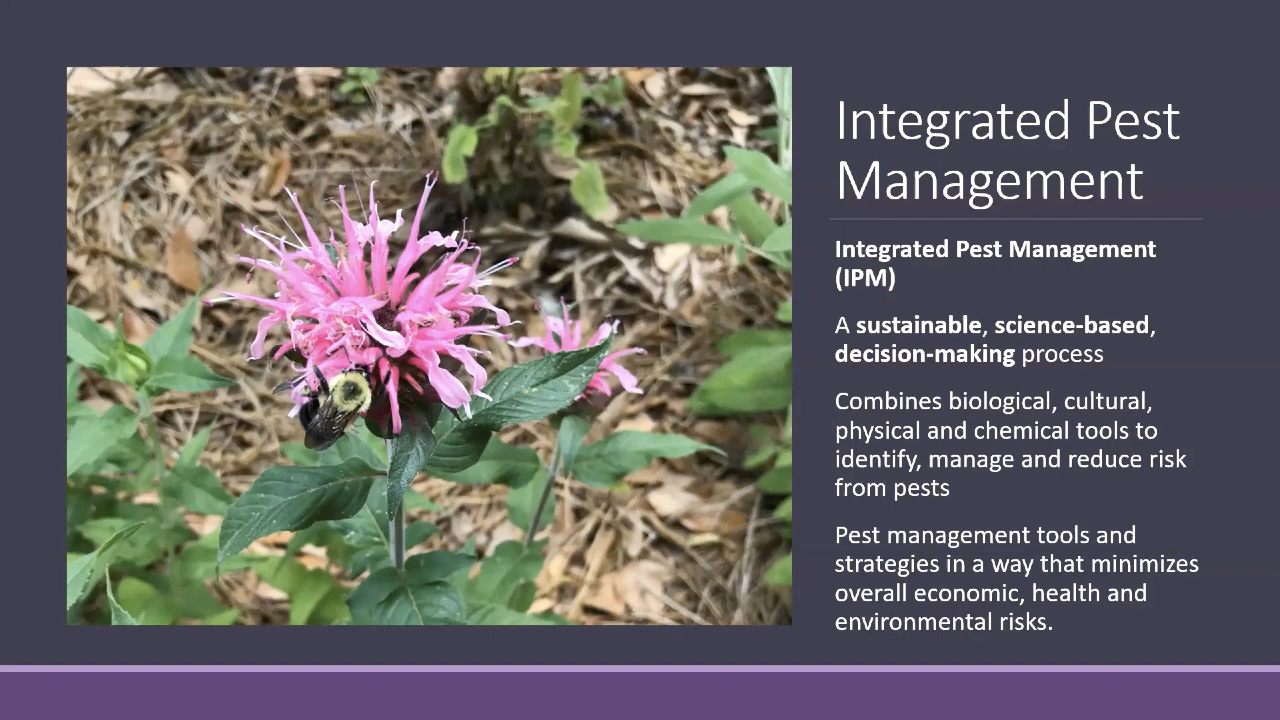 Integrated Pest
Management
Integrated Pest Management
(IPM)
A sustainable, science-based,
decision-making process
Combines biological, cultural,
physical and chemical tools to
identify, manage and reduce risk
from pests
Pest management tools and
strategies in a way that minimizes
overall economic, health and
environmental risks.